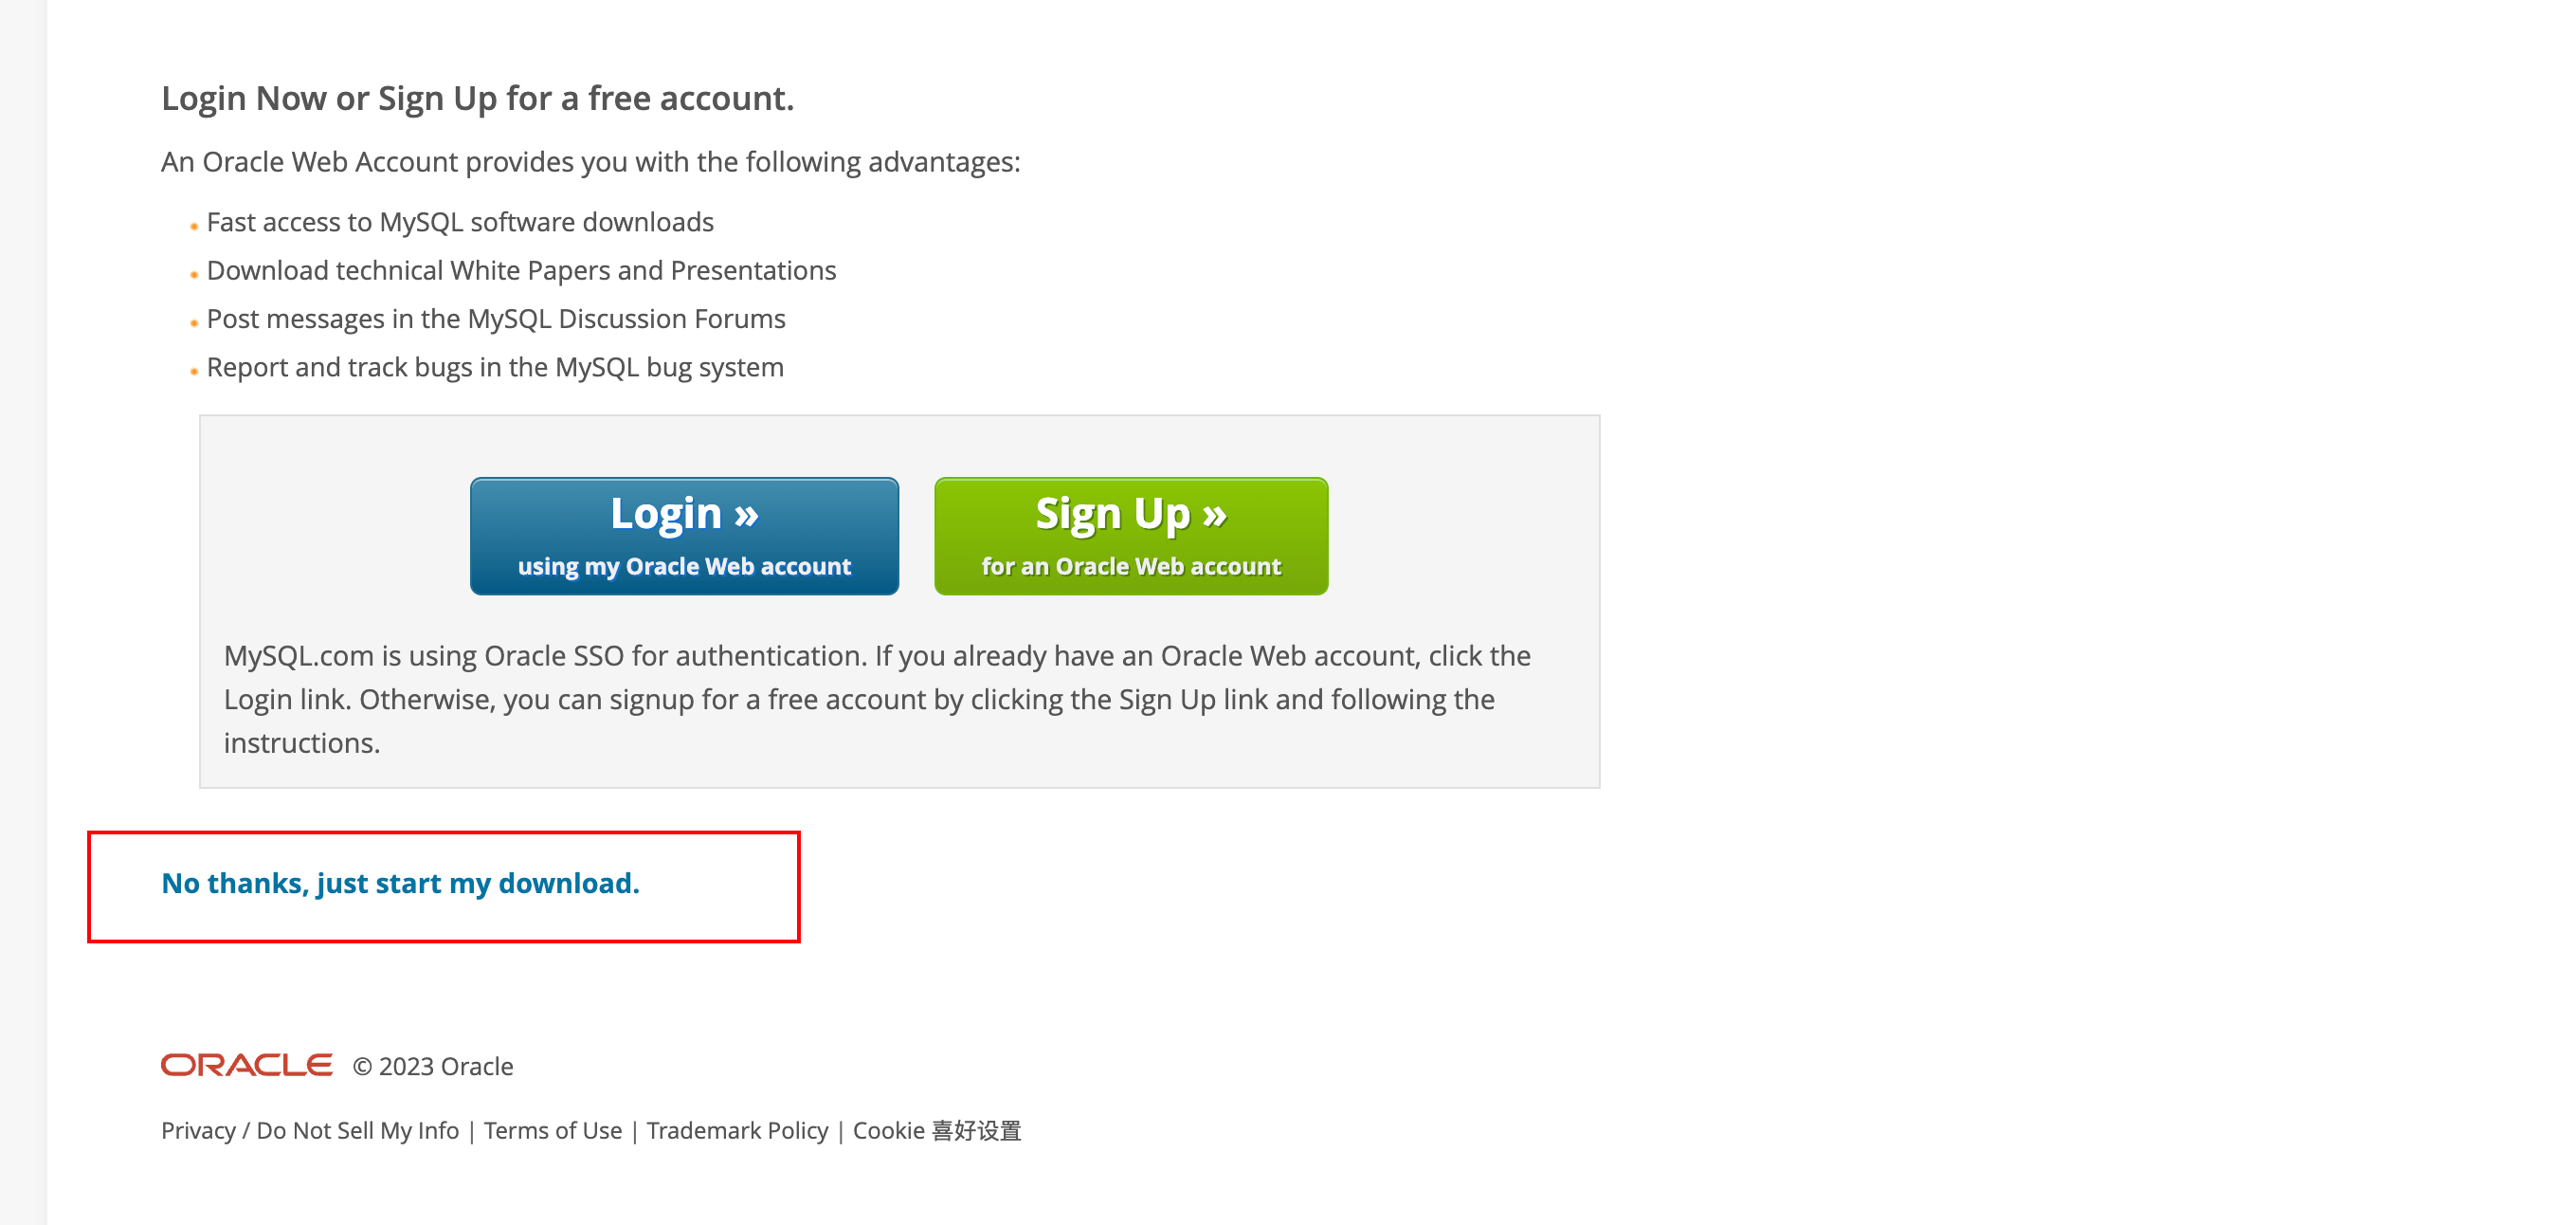 Login Now or Sign Up for a free account.
An Oracle Web Account provides you with the following advantages:
Fast access to MySQL software downloads
Download technical White Papers and Presentations
Post messages in the MySQL Discussion Forums
Report and track bugs in the MySQL bug system
Login »
using my Oracle Web account
Sign Up »
for an Oracle Web account
MySQL.com is using Oracle SSO for authentication. If you already have an Oracle Web account, click the
Login link. Otherwise, you can signup for a free account by clicking the Sign Up link and following the
instructions.
No thanks, just start my download.
ORACLE © 2023 Oracle
Privacy / Do Not Sell My Info | Terms of Use | Trademark Policy | Cookie 喜好设置